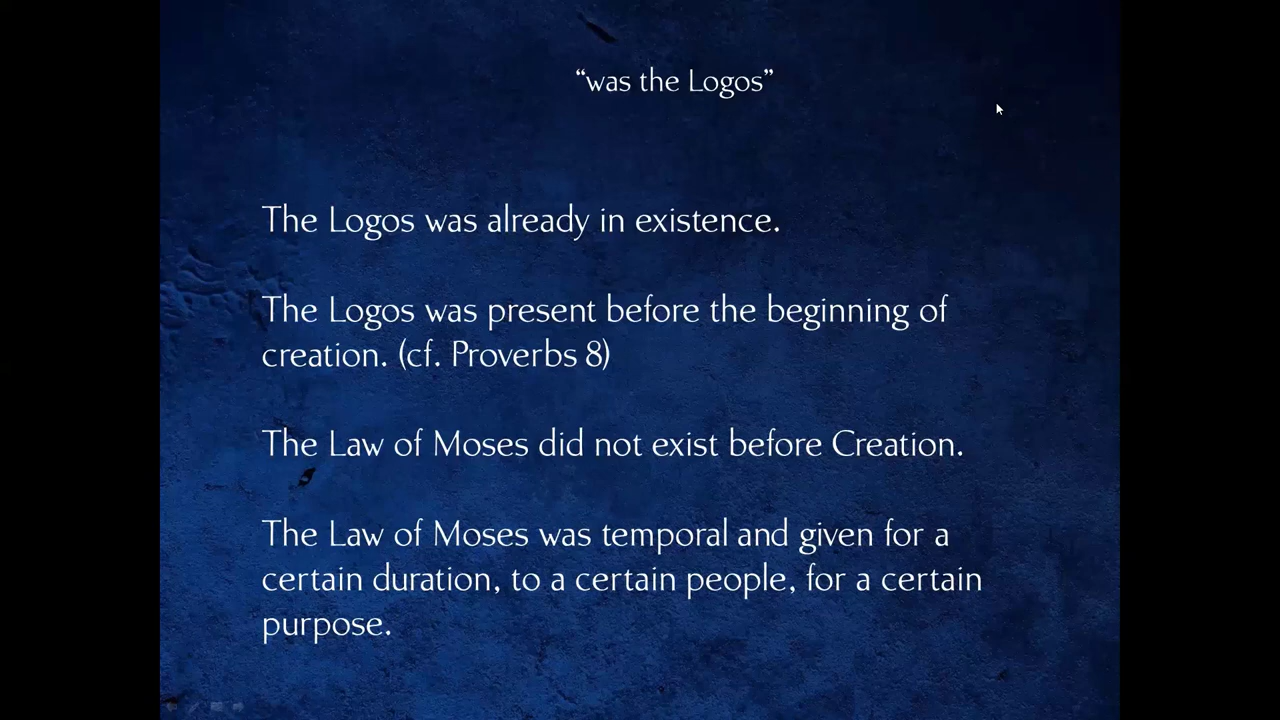 “was the Logos”
The Logos was already in existence.
The Logos was present before the beginning of
creation. (cf. Proverbs 8)
The Law of Moses did not exist before Creation.
The Law of Moses was temporal and given for a
certain duration, to a certain people, for a certain
purpose.